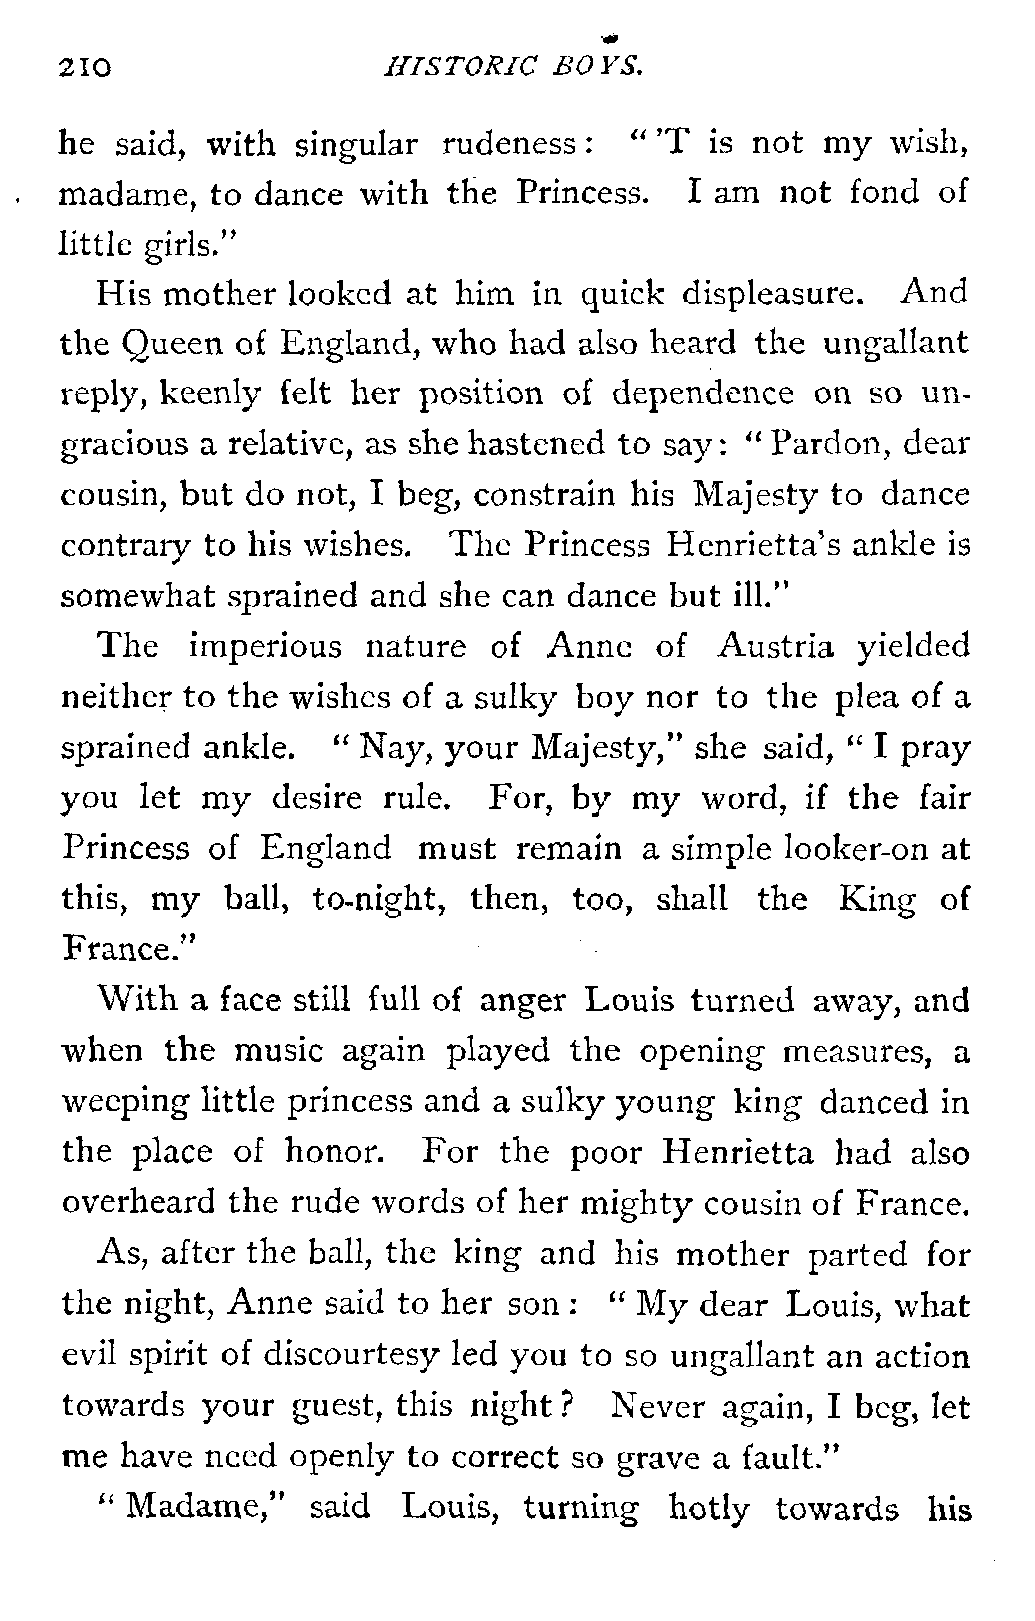 210 HISTORIC BOYS.
he said, with singular rudeness: “ ’T is not my wish,
madame, to dance with the Princess. I am not fond of
little girls.”
His mother looked at him in quick displeasure. And
the Queen of England, who had also heard the ungallant
reply, keenly felt her position of dependence on so un-
gracious a relative, as she hastened to say: “ Pardon, dear
cousin, but do not, I beg, constrain his Majesty to dance
contrary to his wishes. The Princess Henrietta’s ankle is
somewhat sprained and she can dance but ill.”
The imperious nature of Anne of Austria yielded
neither to the wishes of a sulky boy nor to the plea of a
sprained ankle. “ Nay, your Majesty,” she said, “ I pray
you let my desire rule. For, by my word, if the fair
Princess of England must remain a simple looker-on at
this, my ball, to-night, then, too, shall the King of
France.”
With a face still full of anger Louis turned away, and
when the music again played the opening measures, a
weeping little princess and a sulky young king danced in
the place of honor. For the poor Henrietta had also
overheard the rude words of her mighty cousin of France.
As, after the ball, the king and his mother parted for
the night, Anne said to her son : “ My dear Louis, what
evil spirit of discourtesy led you to so ungallant an action
towards your guest, this night ? Never again, I beg, let
me have need openly to correct so grave a fault.”
“ Madame,” said Louis, turning hotly towards his